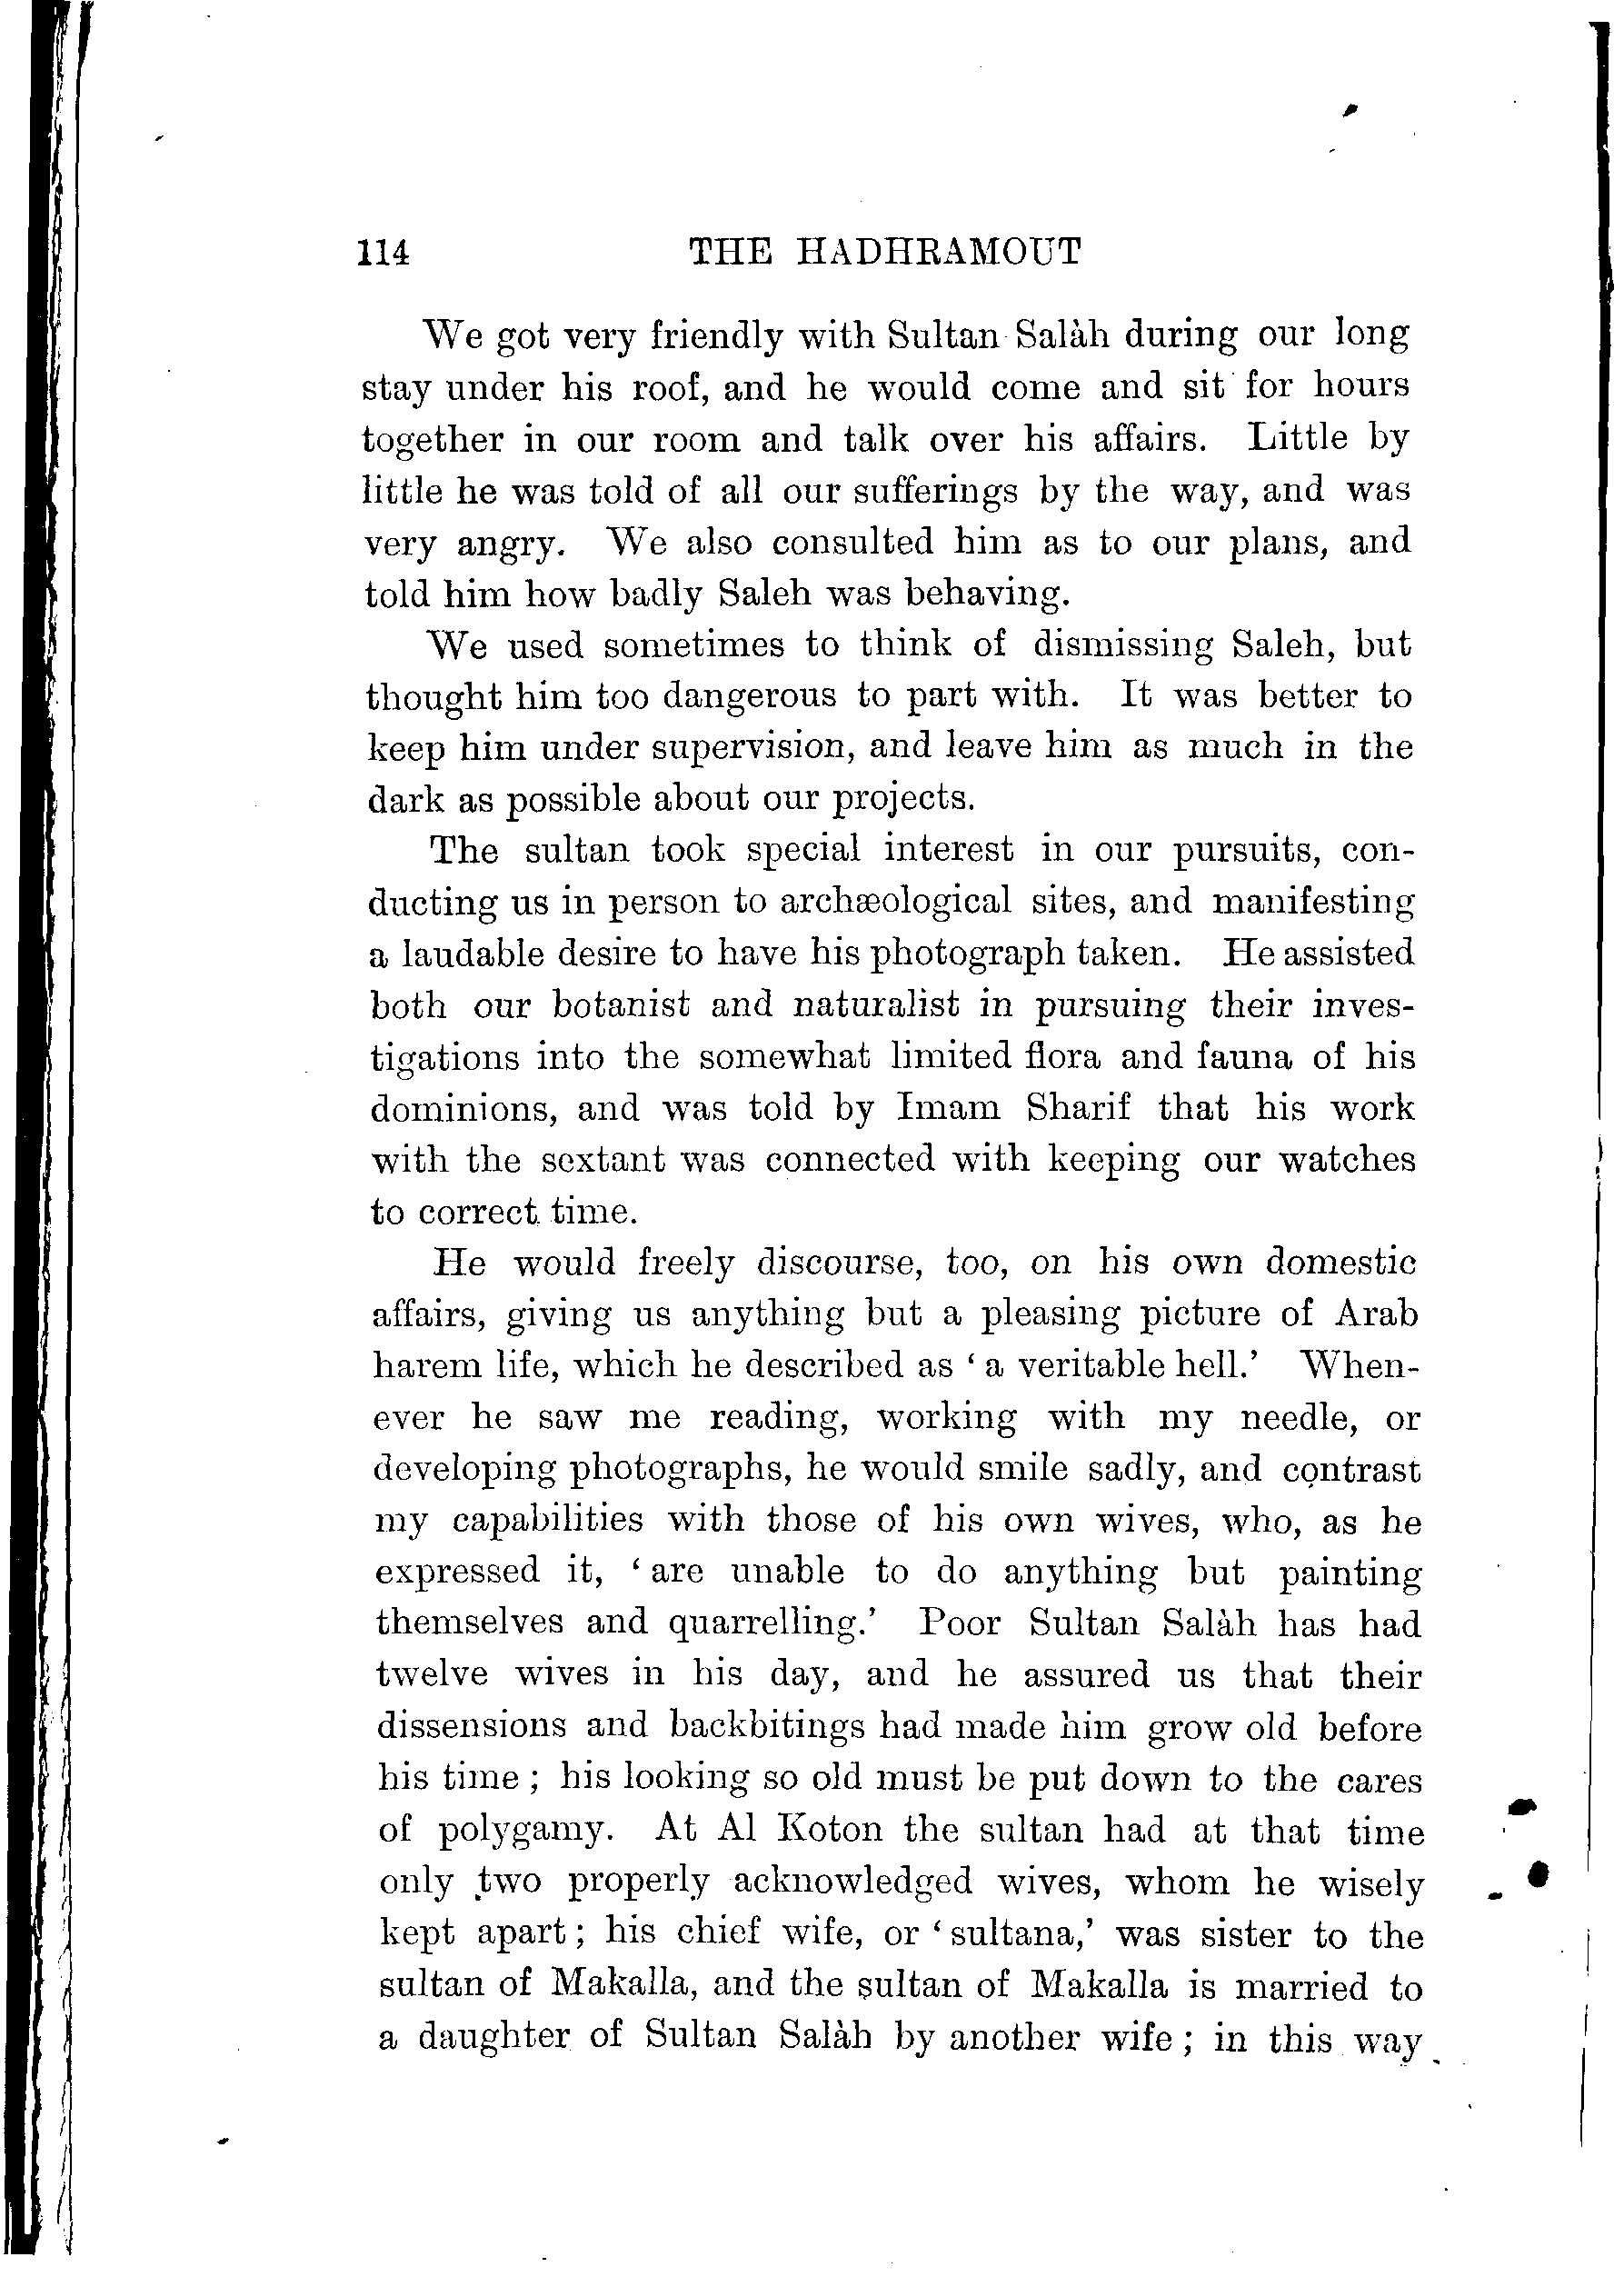 114 THE HADHRAMOUT
We got very friendly with Sultan Salàh during our long
stay under his roof, and he would come and sit for hours
together in our room and talk over his affairs. Little by
little he was told of all our sufferings by the way, and was
very angry. We also consulted him as to our plans, and
told him how badly Saleh was behaving.
We used sometimes to think of dismissing Saleh, but
thought him too dangerous to part with. It was better to
keep him under supervision, and leave him as much in the
dark as possible about our projects.
The sultan took special interest in our pursuits, con-
ducting us in person to archæological sites, and manifesting
a laudable desire to have his photograph taken. He assisted
both our botanist and naturalist in pursuing their inves-
tigations into the somewhat limited flora and fauna of his
dominions, and was told by Imam Sharif that his work
with the sextant was connected with keeping our watches
to correct time.
He would freely discourse, too, on his own domestic
affairs, giving us anything but a pleasing picture of Arab
harem life, which he described as ‘ a veritable hell.’ When-
ever he saw me reading, working with my needle, or
developing photographs, he would smile sadly, and contrast
my capabilities with those of his own wives, who, as he
expressed it, ‘ are unable to do anything but painting
themselves and quarrelling.’ Poor Sultan Salàh has had
twelve wives in his day, and he assured us that their
dissensions and backbitings had made him grow old before
his time ; his looking so old must be put down to the cares
of polygamy. At Al Koton the sultan had at that time
only two properly acknowledged wives, whom he wisely
kept apart ; his chief wife, or ‘ sultana,’ was sister to the
sultan of Makalla, and the sultan of Makalla is married to
a daughter of Sultan Salàh by another wife ; in this way